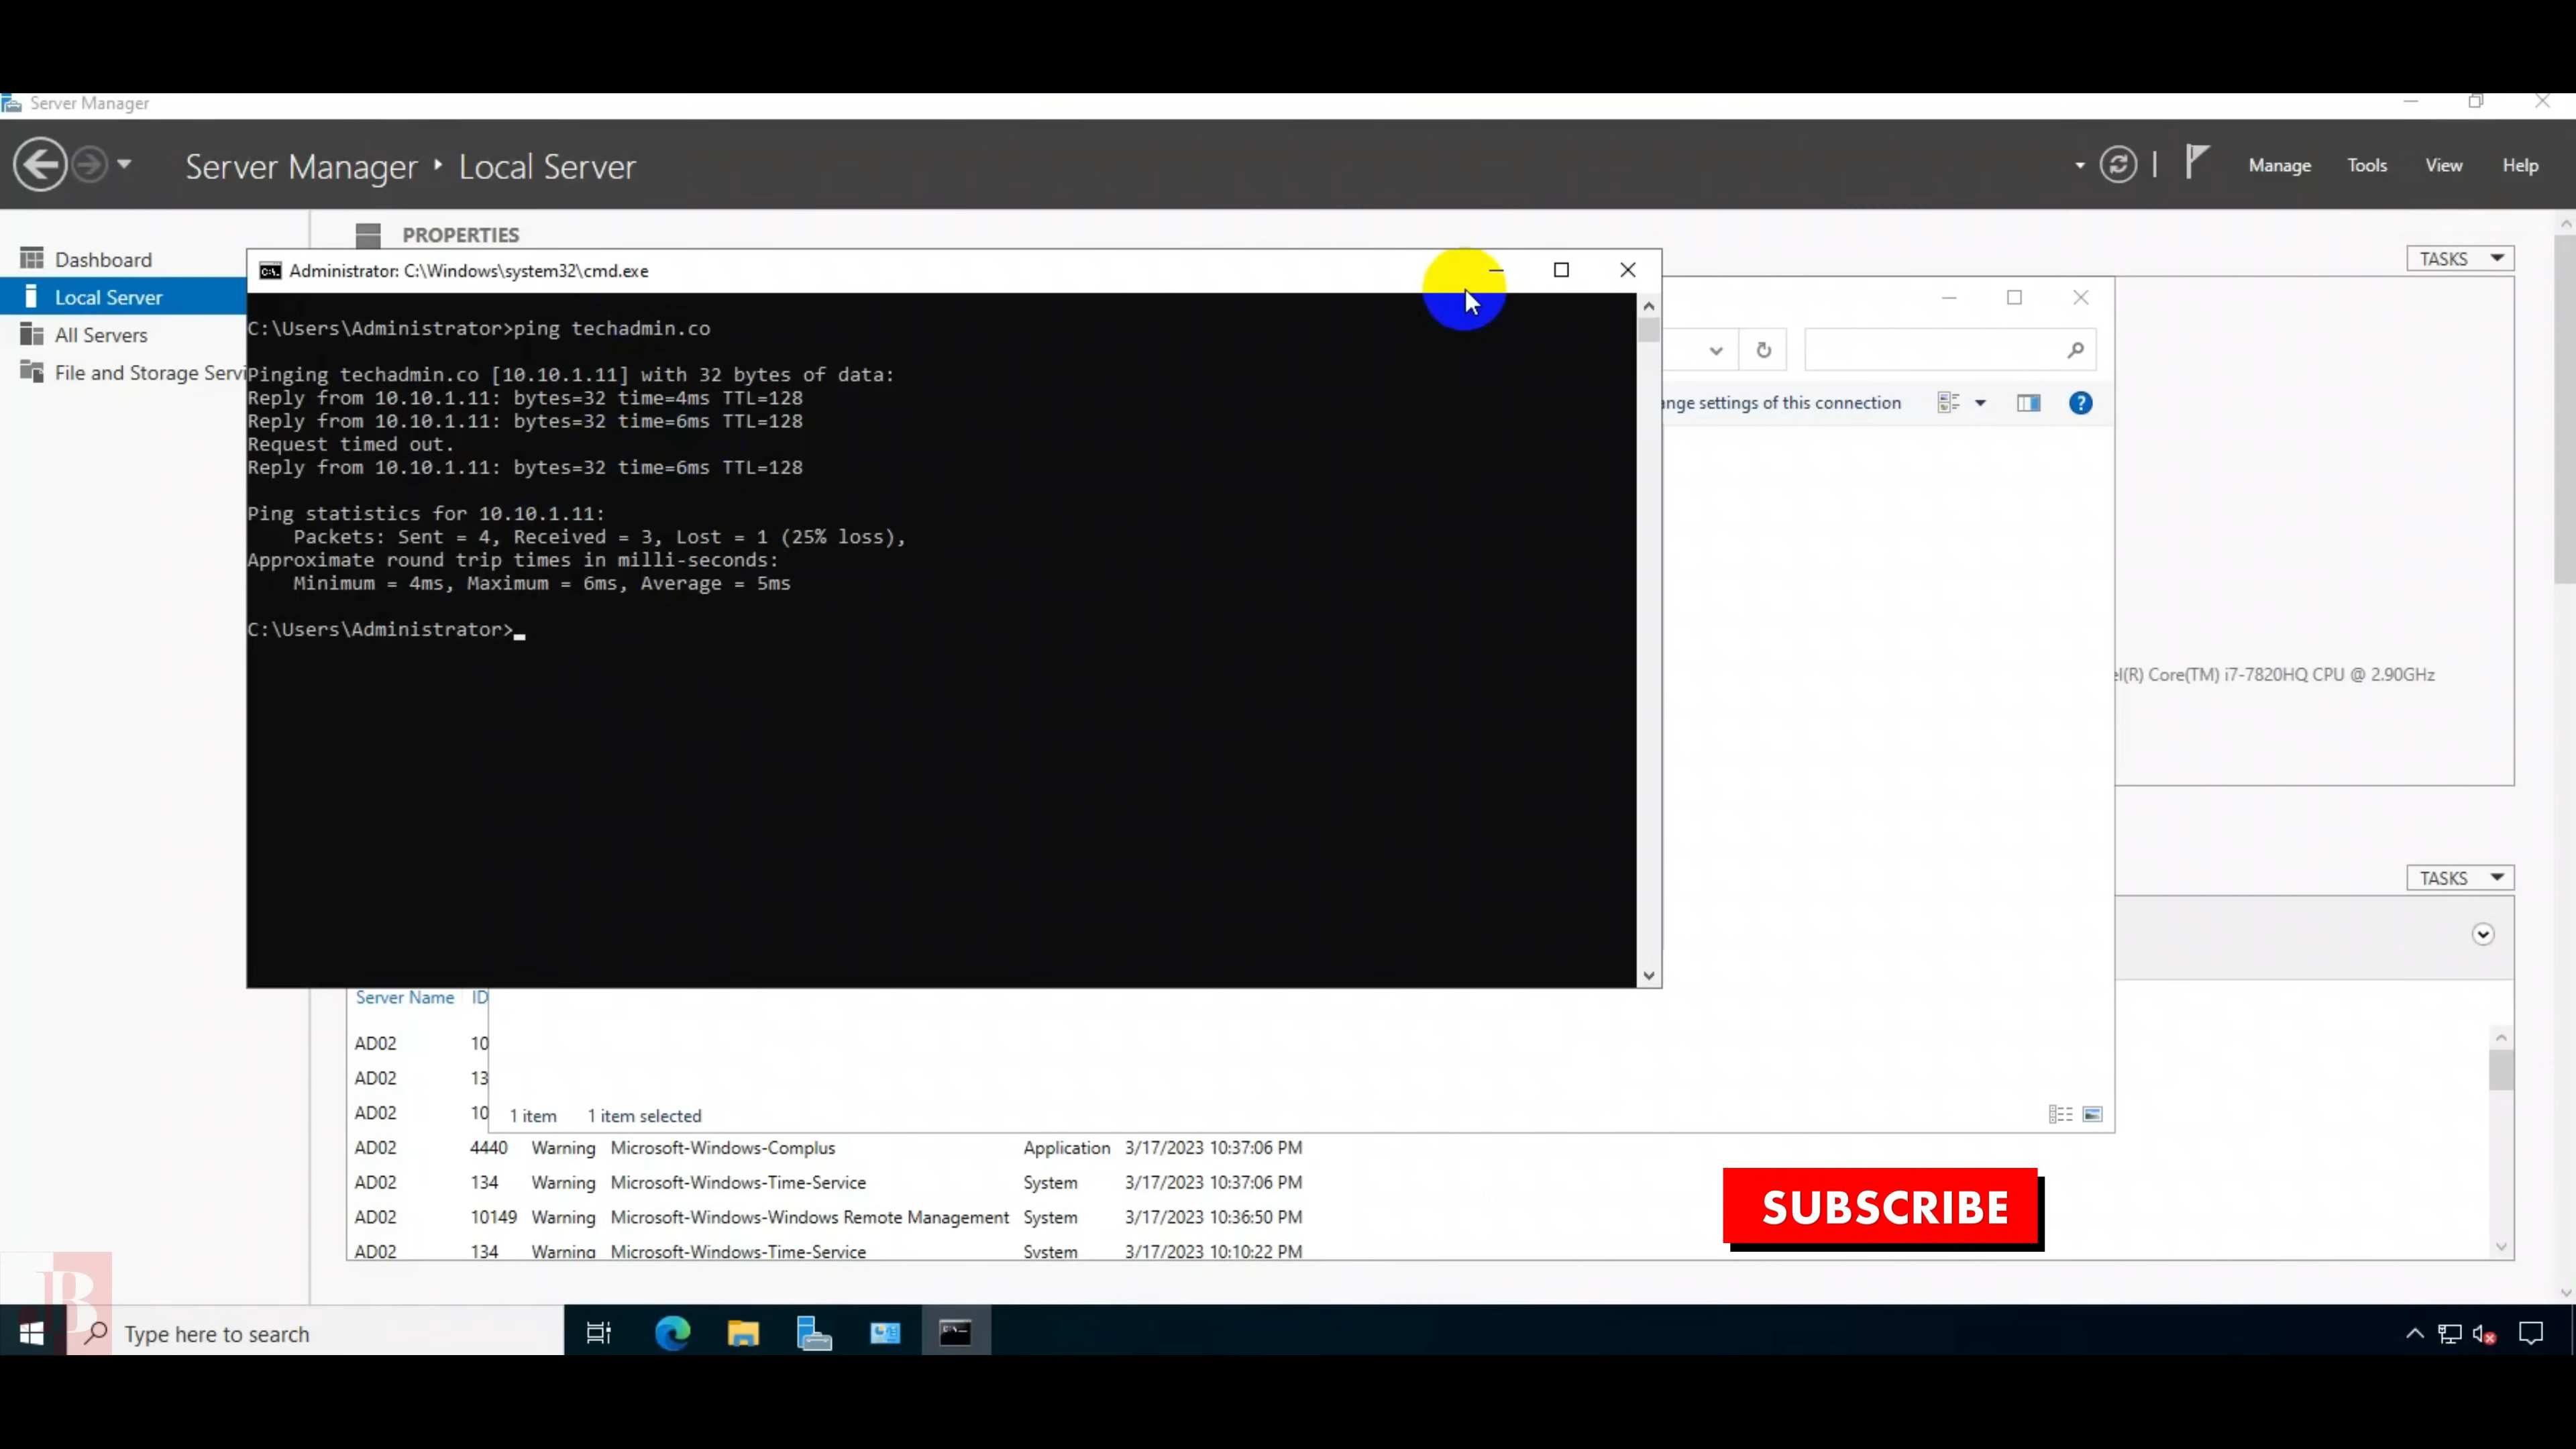 Server Manager
Server Manager ‣ Local Server
Manage Tools View Help
Dashboard
Local Server
All Servers
File and Storage Servi
PROPERTIES
TASKS
Administrator: C:\Windows\system32\cmd.exe
C:\Users\Administrator>ping techadmin.co
Pinging techadmin.co [10.10.1.11] with 32 bytes of data:
Reply from 10.10.1.11: bytes=32 time=4ms TTL=128
Reply from 10.10.1.11: bytes=32 time=6ms TTL=128
Request timed out.
Reply from 10.10.1.11: bytes=32 time=6ms TTL=128
Ping statistics for 10.10.1.11:
Packets: Sent = 4, Received = 3, Lost = 1 (25% loss),
Approximate round trip times in milli-seconds:
Minimum = 4ms, Maximum = 6ms, Average = 5ms
C:\Users\Administrator>
ange settings of this connection
el(R) Core(TM) i7-7820HQ CPU @ 2.90GHz
TASKS
Server Name ID
AD02 10
AD02 13
AD02 10
1 item 1 item selected
AD02 4440 Warning Microsoft-Windows-Complus Application 3/17/2023 10:37:06 PM
AD02 134 Warning Microsoft-Windows-Time-Service System 3/17/2023 10:37:06 PM
AD02 10149 Warning Microsoft-Windows-Windows Remote Management System 3/17/2023 10:36:50 PM
AD02 134 Warning Microsoft-Windows-Time-Service System 3/17/2023 10:10:22 PM
SUBSCRIBE
B
Type here to search